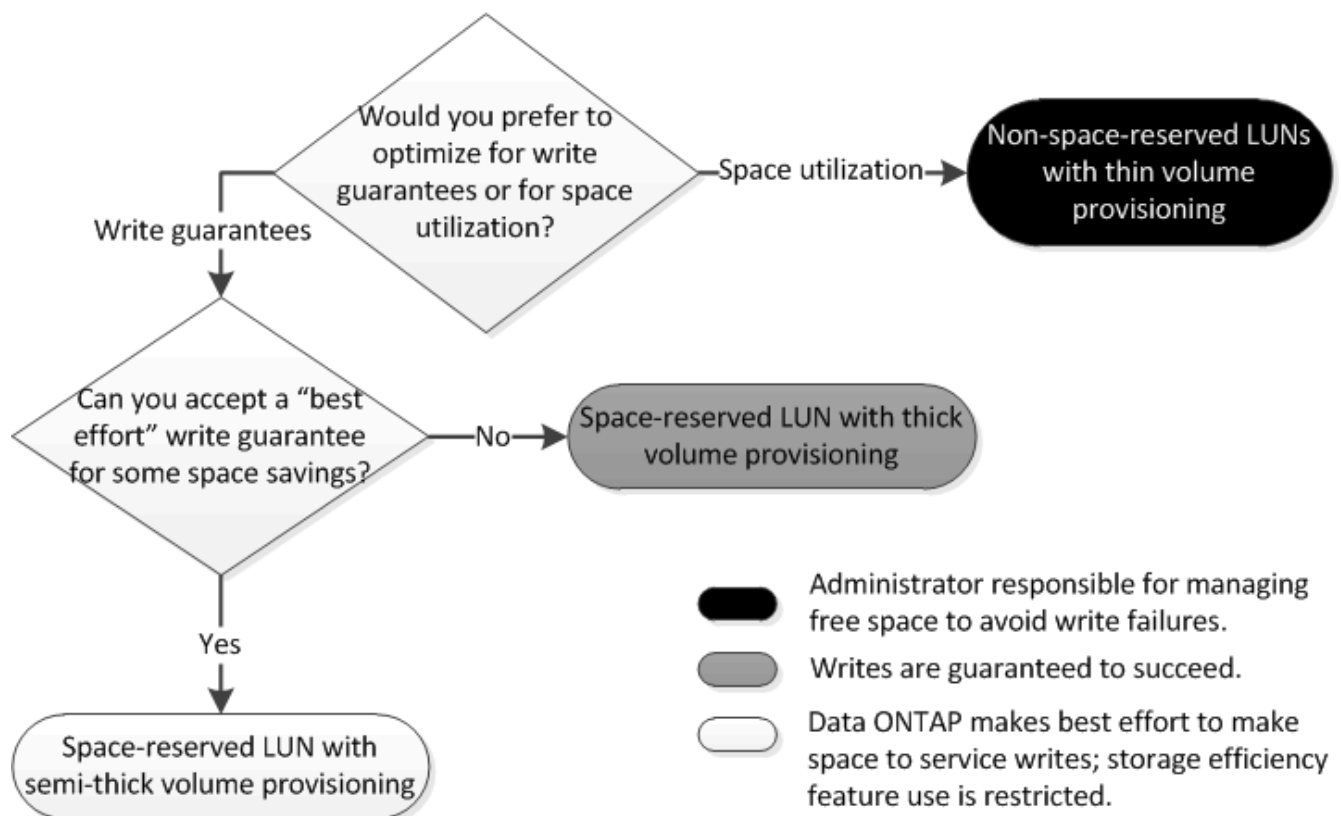 Would you prefer to
optimize for write
guarantees or for space
utilization?
Space utilization
Non-space-reserved LUNs
with thin volume
provisioning
Write guarantees
Can you accept a “best
effort” write guarantee
for some space savings?
No
Space-reserved LUN with thick
volume provisioning
Yes
Space-reserved LUN with
semi-thick volume provisioning
Administrator responsible for managing
free space to avoid write failures.
Writes are guaranteed to succeed.
Data ONTAP makes best effort to make
space to service writes; storage efficiency
feature use is restricted.